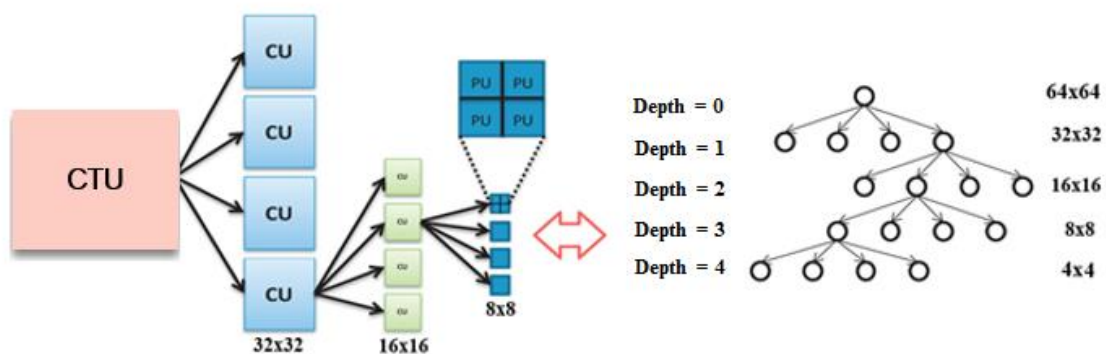 CTU
CU
CU
CU
CU
32x32
CU
CU
CU
CU
16x16
PU PU
PU PU
8x8
Depth = 0
Depth = 1
Depth = 2
Depth = 3
Depth = 4
64x64
32x32
16x16
8x8
4x4